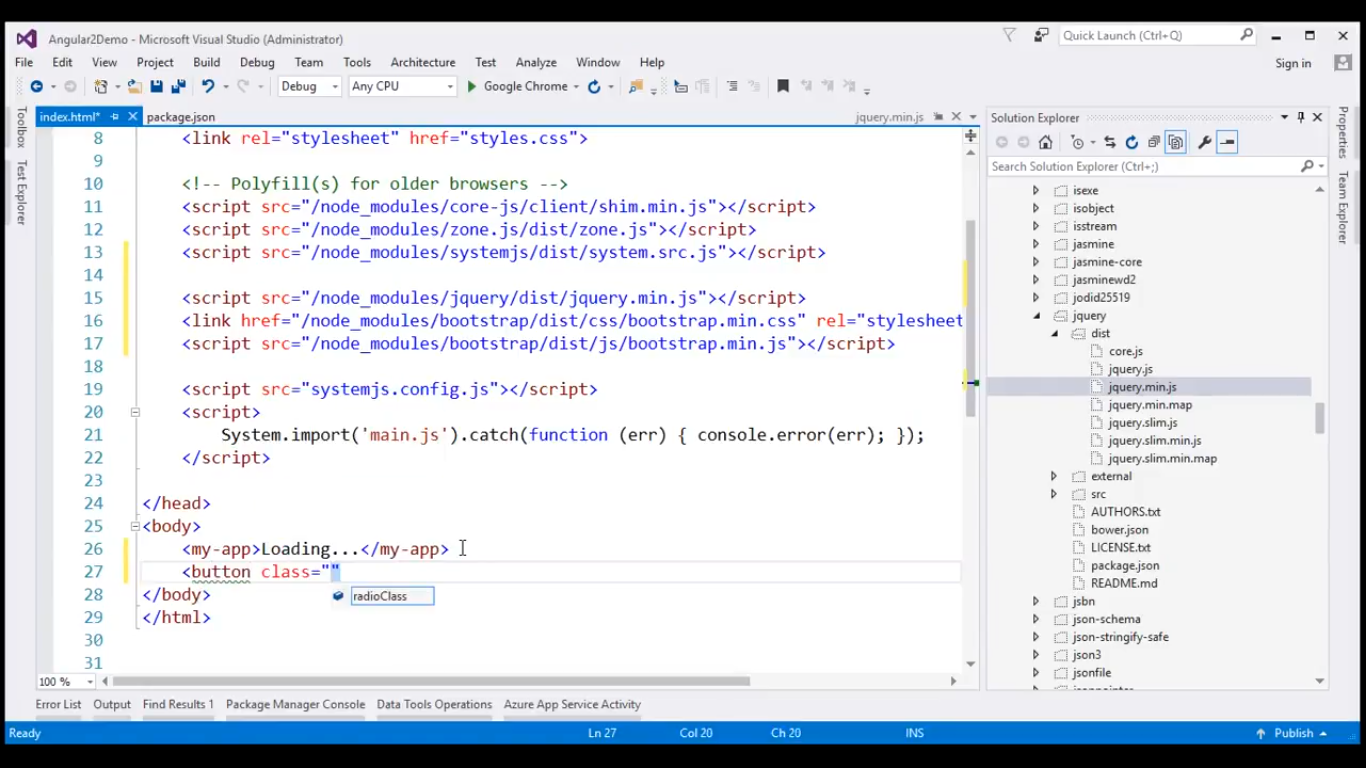 Angular2Demo - Microsoft Visual Studio (Administrator)
Quick Launch (Ctrl+Q)
File Edit View Project Build Debug Team Tools Architecture Test Analyze Window Help
Sign in
Debug Any CPU Google Chrome
Toolbox
Test Explorer
index.html* package.json jquery.min.js
8 <link rel="stylesheet" href="styles.css">
9
10 <!-- Polyfill(s) for older browsers -->
11 <script src="/node_modules/core-js/client/shim.min.js"></script>
12 <script src="/node_modules/zone.js/dist/zone.js"></script>
13 <script src="/node_modules/systemjs/dist/system.src.js"></script>
14
15 <script src="/node_modules/jquery/dist/jquery.min.js"></script>
16 <link href="/node_modules/bootstrap/dist/css/bootstrap.min.css" rel="stylesheet
17 <script src="/node_modules/bootstrap/dist/js/bootstrap.min.js"></script>
18
19 <script src="systemjs.config.js"></script>
20 <script>
21 System.import('main.js').catch(function (err) { console.error(err); });
22 </script>
23
24 </head>
25 <body>
26 <my-app>Loading...</my-app>
27 <button class=""
radioClass
28 </body>
29 </html>
30
31
100 %
Solution Explorer
Search Solution Explorer (Ctrl+;)
isexe
isobject
isstream
jasmine
jasmine-core
jasminewd2
jodid25519
jquery
dist
core.js
jquery.js
jquery.min.js
jquery.min.map
jquery.slim.js
jquery.slim.min.js
jquery.slim.min.map
external
src
AUTHORS.txt
bower.json
LICENSE.txt
package.json
README.md
jsbn
json-schema
json-stringify-safe
json3
jsonfile
jsonpointer
Properties
Team Explorer
Error List Output Find Results 1 Package Manager Console Data Tools Operations Azure App Service Activity
Ready Ln 27 Col 20 Ch 20 INS Publish